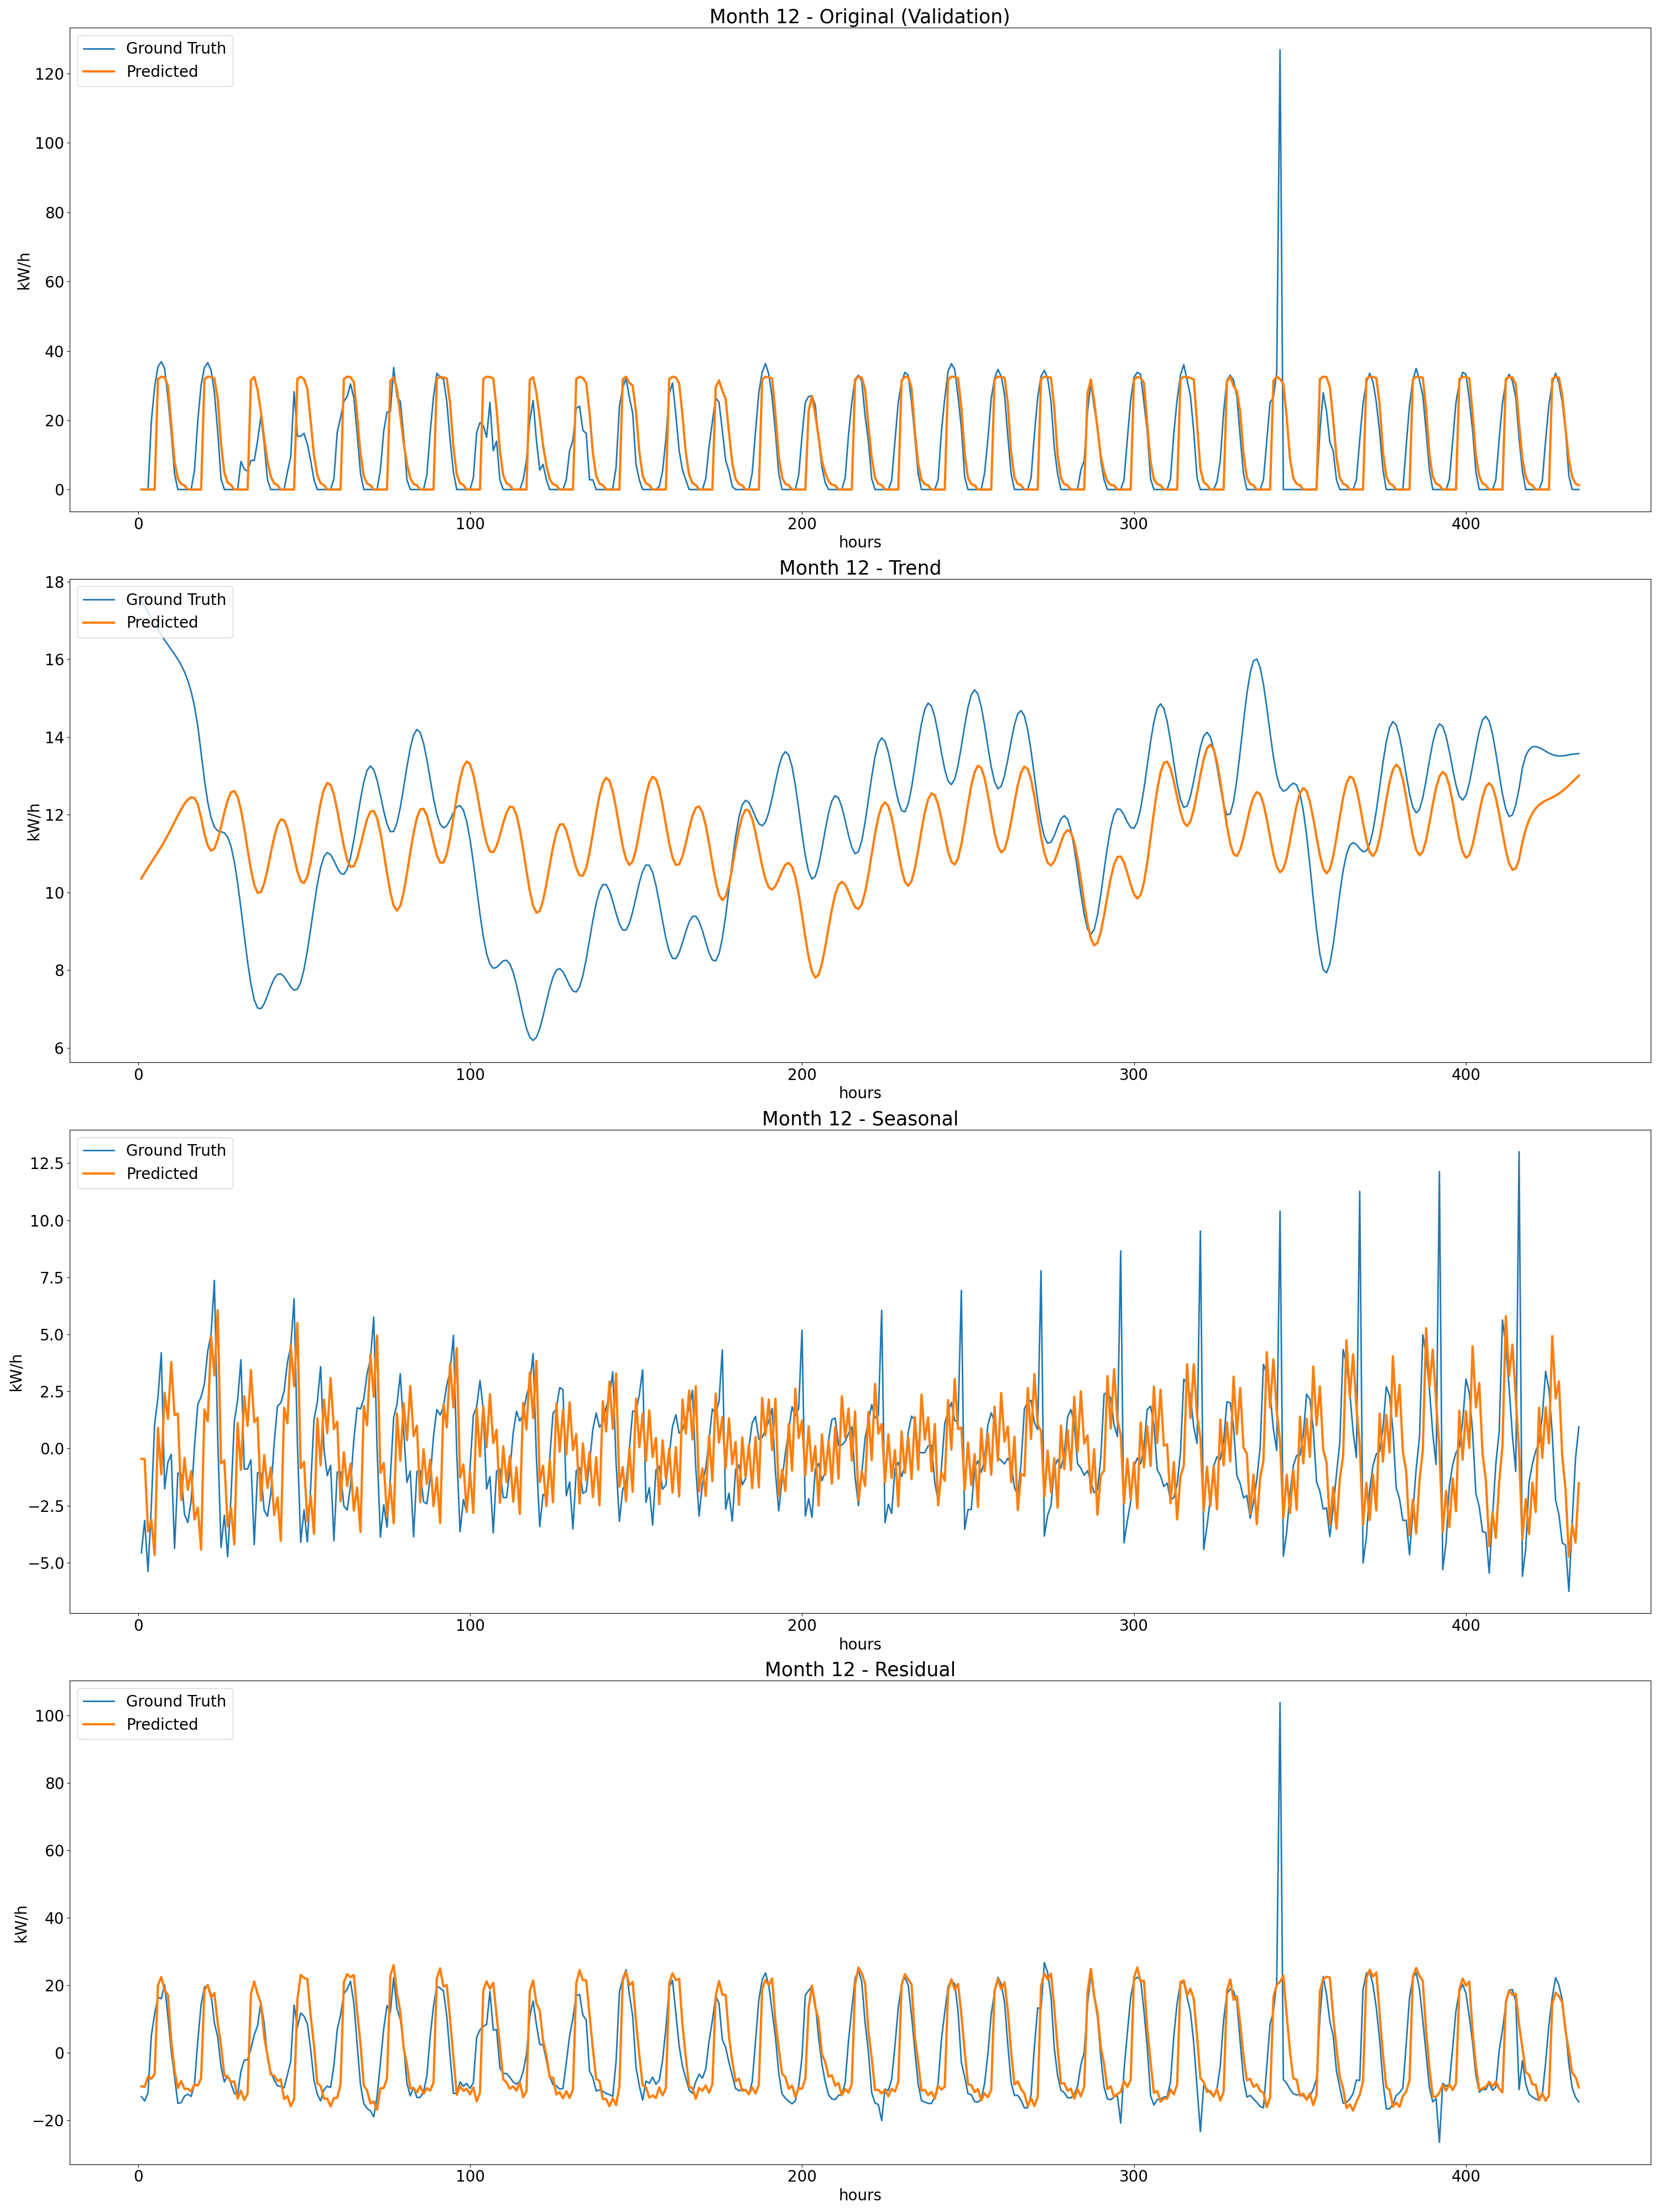 Month 12 - Original (Validation)
Ground Truth
Predicted
120
100
80
60
40
20
0
kW/h
0 100 200 300 400
hours
Month 12 - Trend
Ground Truth
Predicted
18
16
14
12
10
8
6
kW/h
0 100 200 300 400
hours
Month 12 - Seasonal
Ground Truth
Predicted
12.5
10.0
7.5
5.0
2.5
0.0
−2.5
−5.0
kW/h
0 100 200 300 400
hours
Month 12 - Residual
Ground Truth
Predicted
100
80
60
40
20
0
−20
kW/h
0 100 200 300 400
hours